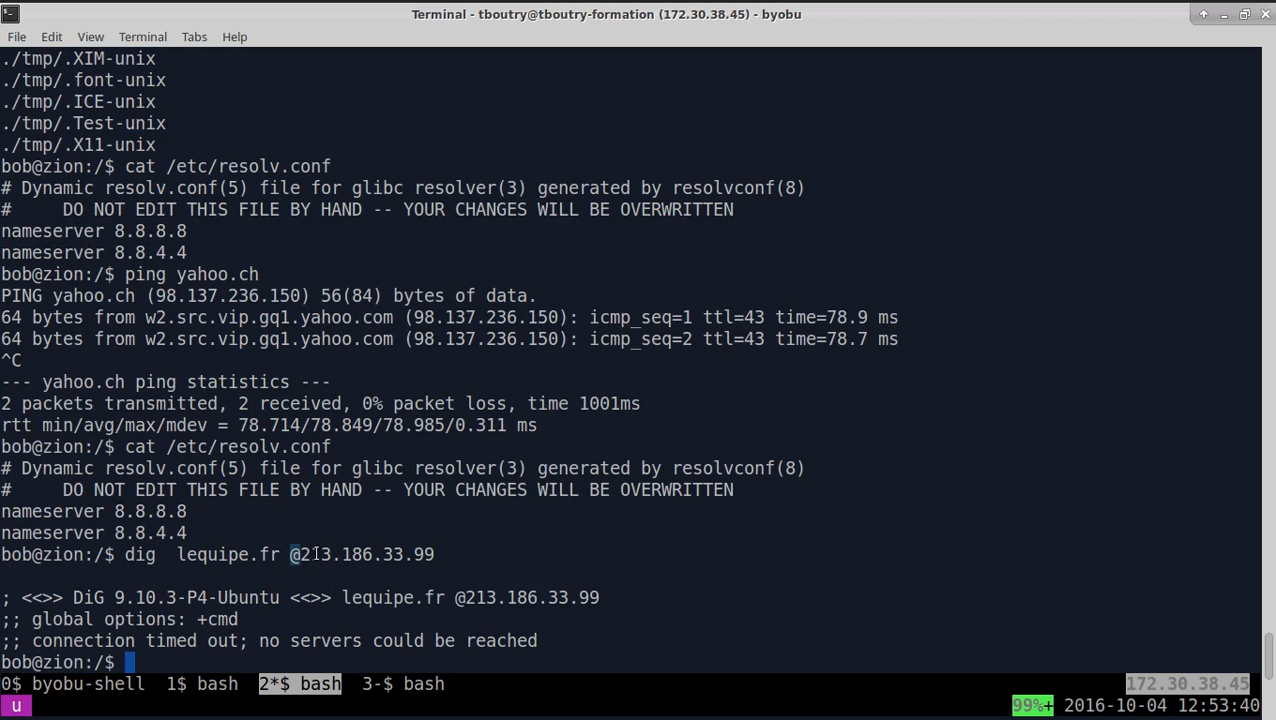 Terminal - tboutry@tboutry-formation (172.30.38.45) - byobu
File Edit View Terminal Tabs Help
./tmp/.XIM-unix
./tmp/.font-unix
./tmp/.ICE-unix
./tmp/.Test-unix
./tmp/.X11-unix
bob@zion:/$ cat /etc/resolv.conf
# Dynamic resolv.conf(5) file for glibc resolver(3) generated by resolvconf(8)
#     DO NOT EDIT THIS FILE BY HAND -- YOUR CHANGES WILL BE OVERWRITTEN
nameserver 8.8.8.8
nameserver 8.8.4.4
bob@zion:/$ ping yahoo.ch
PING yahoo.ch (98.137.236.150) 56(84) bytes of data.
64 bytes from w2.src.vip.gq1.yahoo.com (98.137.236.150): icmp_seq=1 ttl=43 time=78.9 ms
64 bytes from w2.src.vip.gq1.yahoo.com (98.137.236.150): icmp_seq=2 ttl=43 time=78.7 ms
^C
--- yahoo.ch ping statistics ---
2 packets transmitted, 2 received, 0% packet loss, time 1001ms
rtt min/avg/max/mdev = 78.714/78.849/78.985/0.311 ms
bob@zion:/$ cat /etc/resolv.conf
# Dynamic resolv.conf(5) file for glibc resolver(3) generated by resolvconf(8)
#     DO NOT EDIT THIS FILE BY HAND -- YOUR CHANGES WILL BE OVERWRITTEN
nameserver 8.8.8.8
nameserver 8.8.4.4
bob@zion:/$ dig  lequipe.fr @213.186.33.99
; <<>> DiG 9.10.3-P4-Ubuntu <<>> lequipe.fr @213.186.33.99
;; global options: +cmd
;; connection timed out; no servers could be reached
bob@zion:/$
0$ byobu-shell  1$ bash  2*$ bash  3-$ bash 172.30.38.45
u 99%+ 2016-10-04 12:53:40